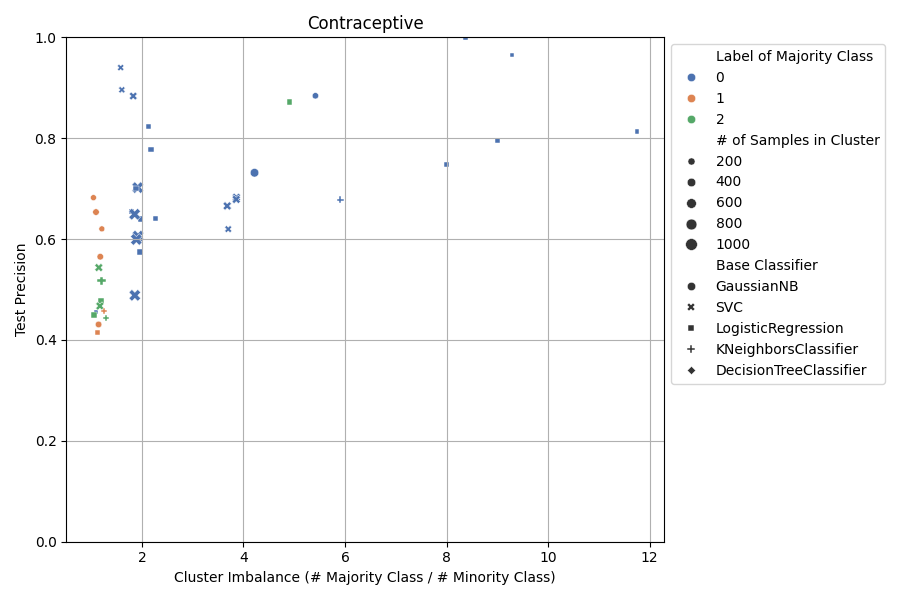 Contraceptive
1.0
0.8
0.6
0.4
0.2
0.0
Test Precision
2
4
6
8
10
12
Cluster Imbalance (# Majority Class / # Minority Class)
Label of Majority Class
0
1
2
# of Samples in Cluster
200
400
600
800
1000
Base Classifier
GaussianNB
SVC
LogisticRegression
KNeighborsClassifier
DecisionTreeClassifier